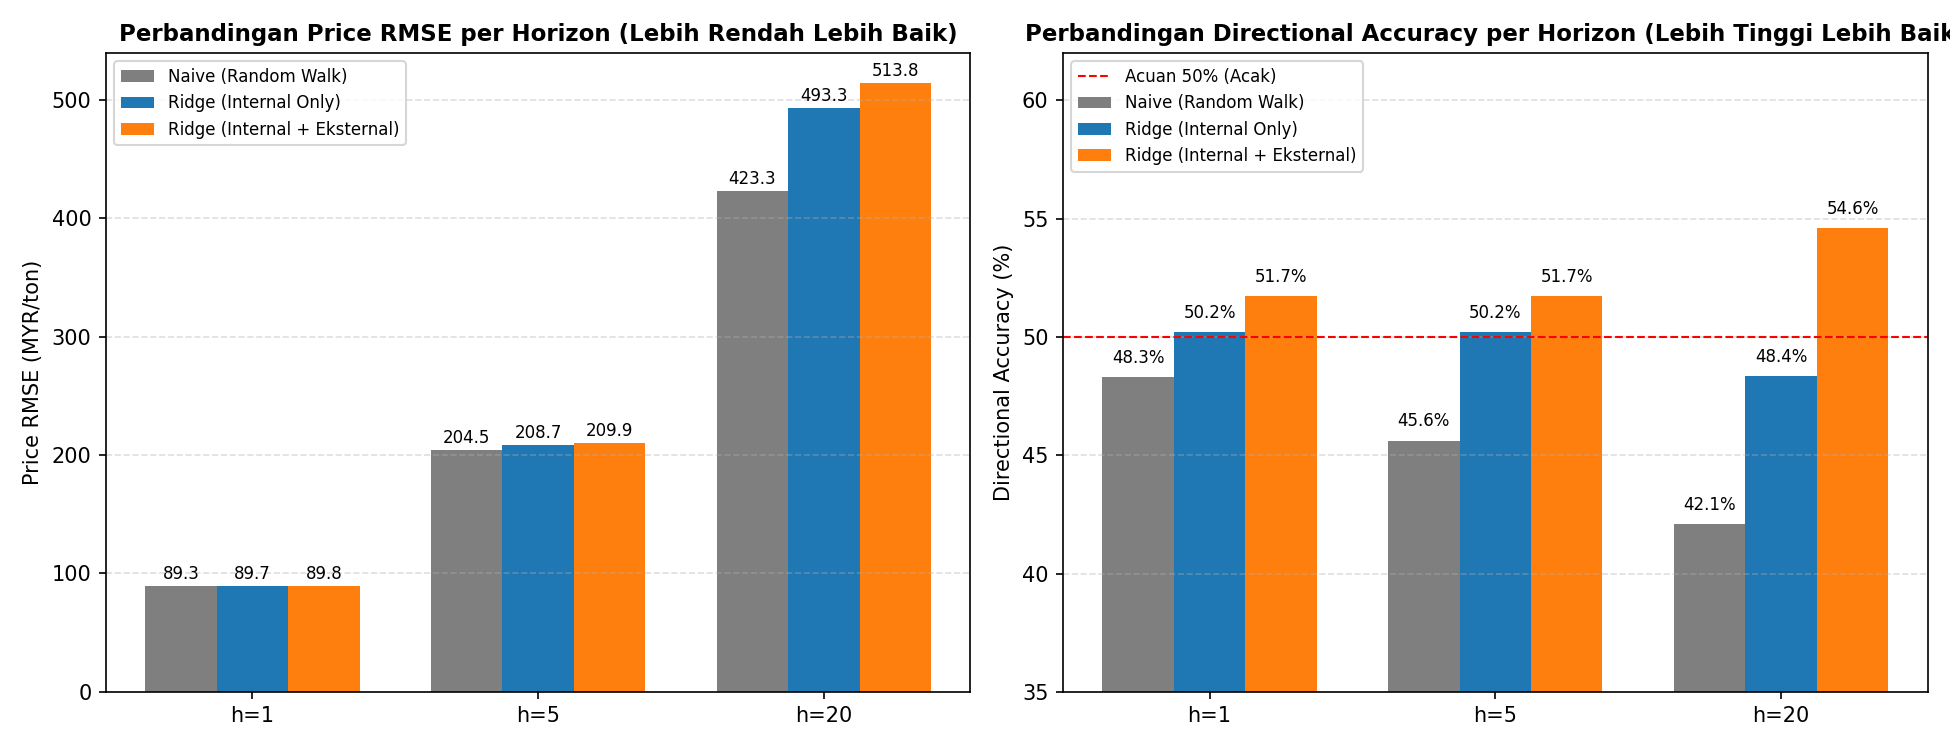 Perbandingan Price RMSE per Horizon (Lebih Rendah Lebih Baik)
Naive (Random Walk)
Ridge (Internal Only)
Ridge (Internal + Eksternal)
Price RMSE (MYR/ton)
500
400
300
200
100
0
89.3
89.7
89.8
204.5
208.7
209.9
423.3
493.3
513.8
h=1
h=5
h=20
Perbandingan Directional Accuracy per Horizon (Lebih Tinggi Lebih Baik
Acuan 50% (Acak)
Naive (Random Walk)
Ridge (Internal Only)
Ridge (Internal + Eksternal)
Directional Accuracy (%)
60
55
50
45
40
35
48.3%
50.2%
51.7%
45.6%
50.2%
51.7%
42.1%
48.4%
54.6%
h=1
h=5
h=20